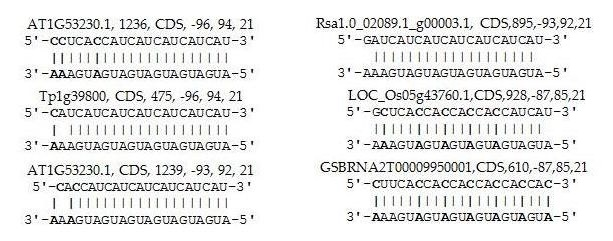 AT1G53230.1, 1236, CDS, -96, 94, 21
5'-CCUCACCAUCAUCAUCAUCAU-3'
3'-AAAGUAGUAGUAGUAGUAGUA-5'
Tp1g39800, CDS, 475, -96, 94, 21
5'-CAUCAUCAUCAUCAUCAUCAU-3'
3'-AAAGUAGUAGUAGUAGUAGUA-5'
AT1G53230.1, CDS, 1239, -93, 92, 21
5'-CACCAUCAUCAUCAUCAUCAU-3'
3'-AAAGUAGUAGUAGUAGUAGUA-5'
Rsa1.0_02089.1_g00003.1, CDS,895,-93,92,21
5'-GAUCAUCAUCAUCAUCAUCAU-3'
3'-AAAGUAGUAGUAGUAGUAGUA-5'
LOC_Os05g43760.1,CDS,928,-87,85,21
5'-GCUCACCACCACCACCAUCAU-3'
3'-AAAGUAGUAGUAGUAGUAGUA-5'
GSBRNA2T00009950001,CDS,610,-87,85,21
5'-CUUCACCACCACCACCACCAC-3'
3'-AAAGUAGUAGUAGUAGUAGUA-5'